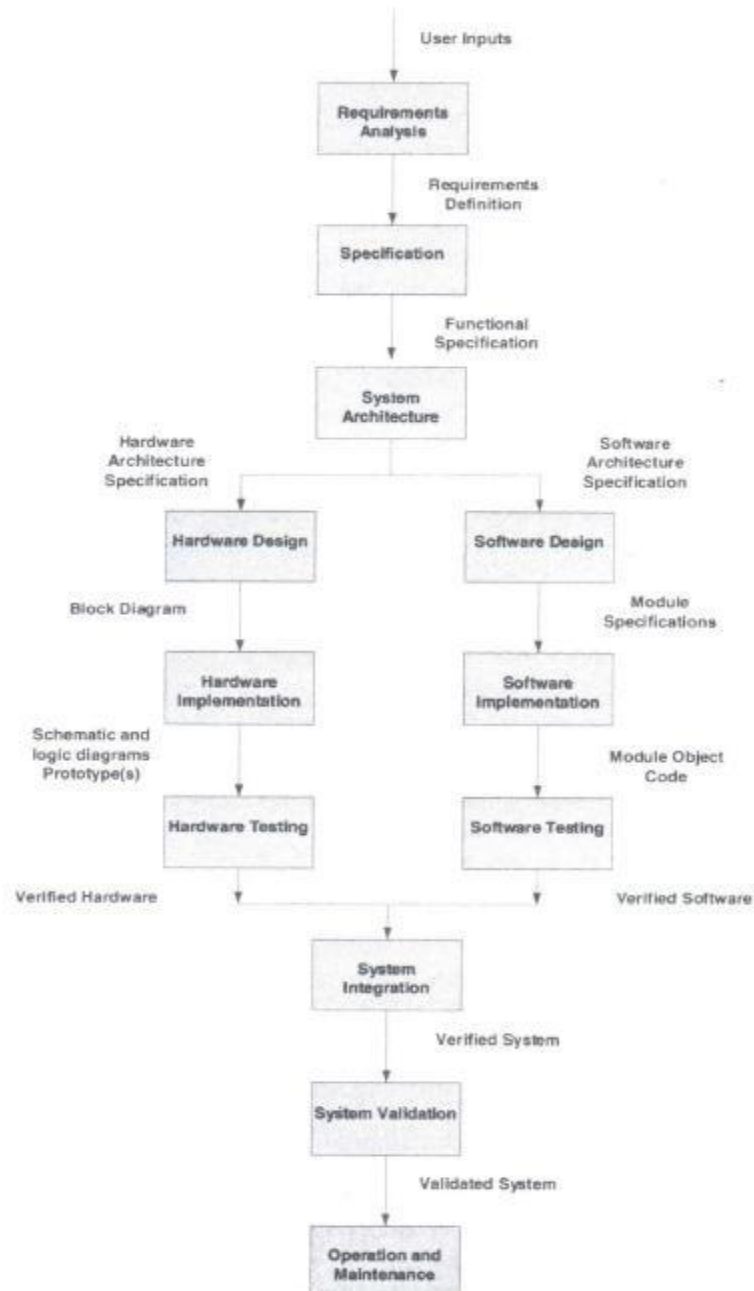 User Inputs
Requirements
Analysis
Requirements
Definition
Specification
Functional
Specification
System
Architecture
Hardware
Architecture
Specification
Software
Architecture
Specification
Hardware Design
Software Design
Block Diagram
Module
Specifications
Hardware
Implementation
Software
Implementation
Schematic and
logic diagrams
Prototype(s)
Module Object
Code
Hardware Testing
Software Testing
Verified Hardware
Verified Software
System
Integration
Verified System
System Validation
Validated System
Operation and
Maintenance